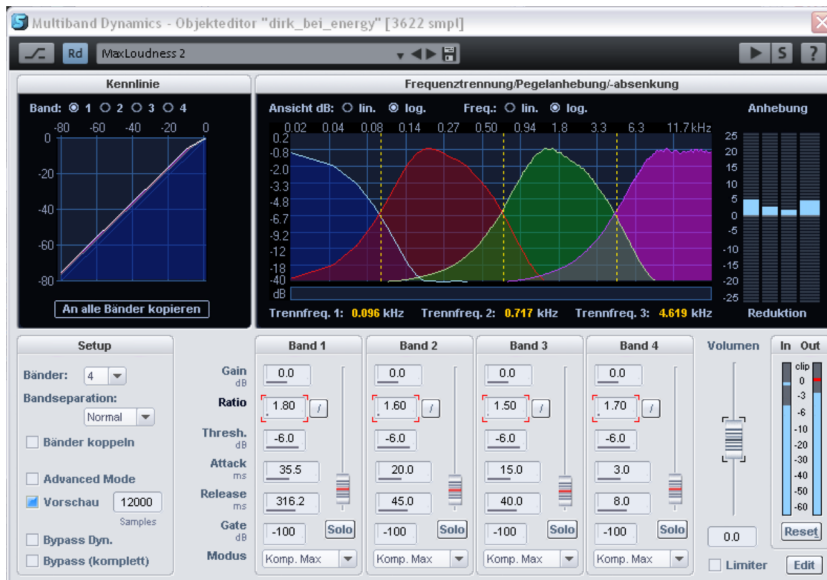 Multiband Dynamics - Objekteditor "dirk_bei_energy" [3622 smpl]
Rd MaxLoudness 2 S ?
Kennlinie
Band: 1 2 3 4
-80 -60 -40 -20 0
0
-20
-40
-60
-80
An alle Bänder kopieren
Frequenztrennung/Pegelanhebung/-absenkung
Ansicht dB: lin. log. Freq.: lin. log.
0.02 0.04 0.08 0.14 0.27 0.50 0.94 1.8 3.3 6.3 11.7kHz
0.2
-0.8
-2.0
-3.3
-4.8
-6.7
-9.2
-12
-18
-40
dB
Trennfreq. 1: 0.096 kHz Trennfreq. 2: 0.717 kHz Trennfreq. 3: 4.619 kHz
Anhebung
25
20
15
10
5
0
-5
-10
-15
-20
-25
Reduktion
Setup
Bänder: 4
Bandseparation:
Normal
Bänder koppeln
Advanced Mode
Vorschau 12000
Samples
Bypass Dyn.
Bypass (komplett)
Band 1 Band 2 Band 3 Band 4
Gain 0.0 0.0 0.0 0.0
dB
Ratio 1.80 / 1.60 / 1.50 / 1.70 /
Thresh. -6.0 -6.0 -6.0 -6.0
dB
Attack 35.5 20.0 15.0 3.0
ms
Release 316.2 45.0 40.0 8.0
ms
Gate -100 Solo -100 Solo -100 Solo -100 Solo
dB
Modus Komp. Max Komp. Max Komp. Max Komp. Max
Volumen
0.0
Limiter
In Out
clip
0
-3
-6
-10
-20
-30
-40
-50
-60
Reset
Edit